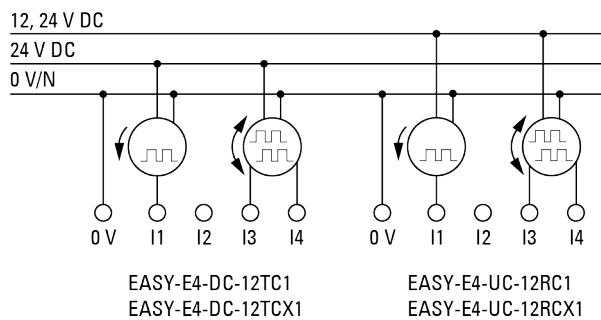 12, 24 V DC
24 V DC
0 V/N
0 V I1 I2 I3 I4 0 V I1 I2 I3 I4
EASY-E4-DC-12TC1 EASY-E4-UC-12RC1
EASY-E4-DC-12TCX1 EASY-E4-UC-12RCX1